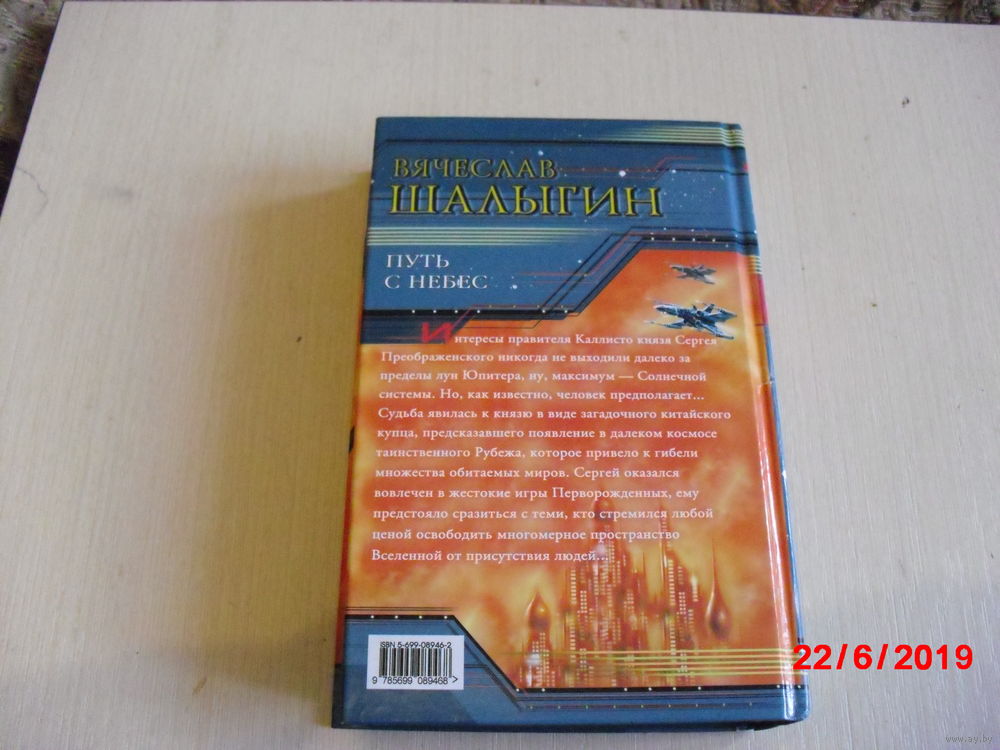 ВЯЧЕСЛАВ
ШАЛЫГИН
ПУТЬ
С НЕБЕС
Интересы правителя Каллисто князя Сергея
Преображенского никогда не выходили далеко за
пределы лун Юпитера, ну, максимум — Солнечной
системы. Но, как известно, человек предполагает...
Судьба явилась к князю в виде загадочного китайского
купца, предсказавшего появление в далеком космосе
таинственного Рубежа, которое привело к гибели
множества обитаемых миров. Сергей оказался
вовлечен в жестокие игры Перворожденных, ему
предстояло сразиться с теми, кто стремился любой
ценой освободить многомерное пространство
Вселенной от присутствия людей...
ISBN 5-699-08946-2
9 785699 089468>
22/6/2019
www.ay.by